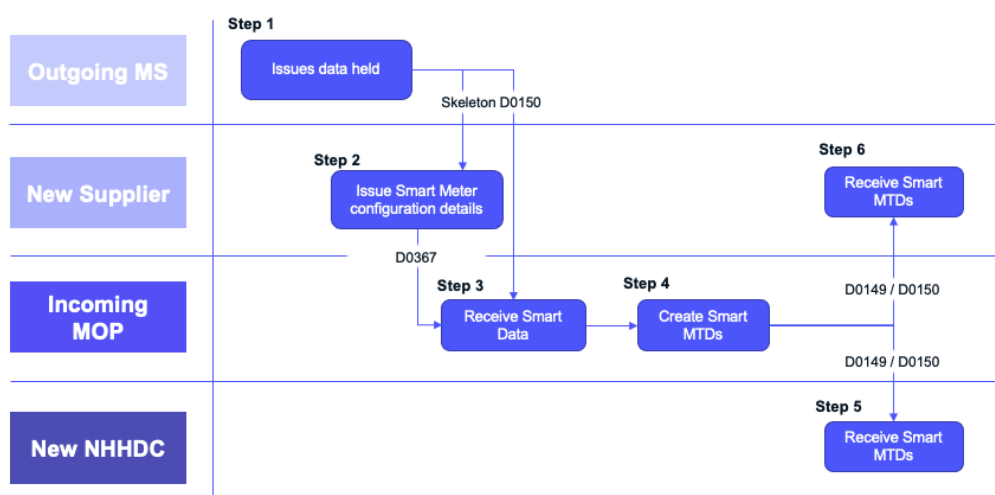 Step 1
Outgoing MS
Issues data held
Skeleton D0150
Step 2
Step 6
New Supplier
Issue Smart Meter
configuration details
Receive Smart
MTDs
D0367
Incoming
MOP
Step 3
Receive Smart
Data
Step 4
Create Smart
MTDs
D0149 / D0150
D0149 / D0150
New NHHDC
Step 5
Receive Smart
MTDs